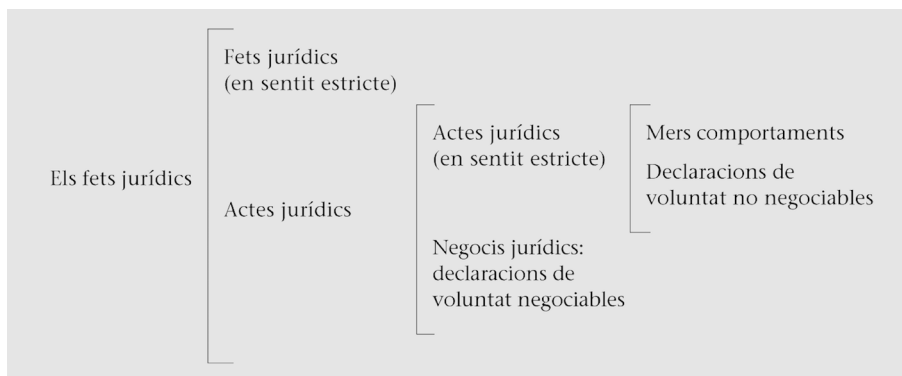 Els fets jurídics
Fets jurídics
(en sentit estricte)
Actes jurídics
Actes jurídics
(en sentit estricte)
Negocis jurídics:
declaracions de
voluntat negociables
Mers comportaments
Declaracions de
voluntat no negociables